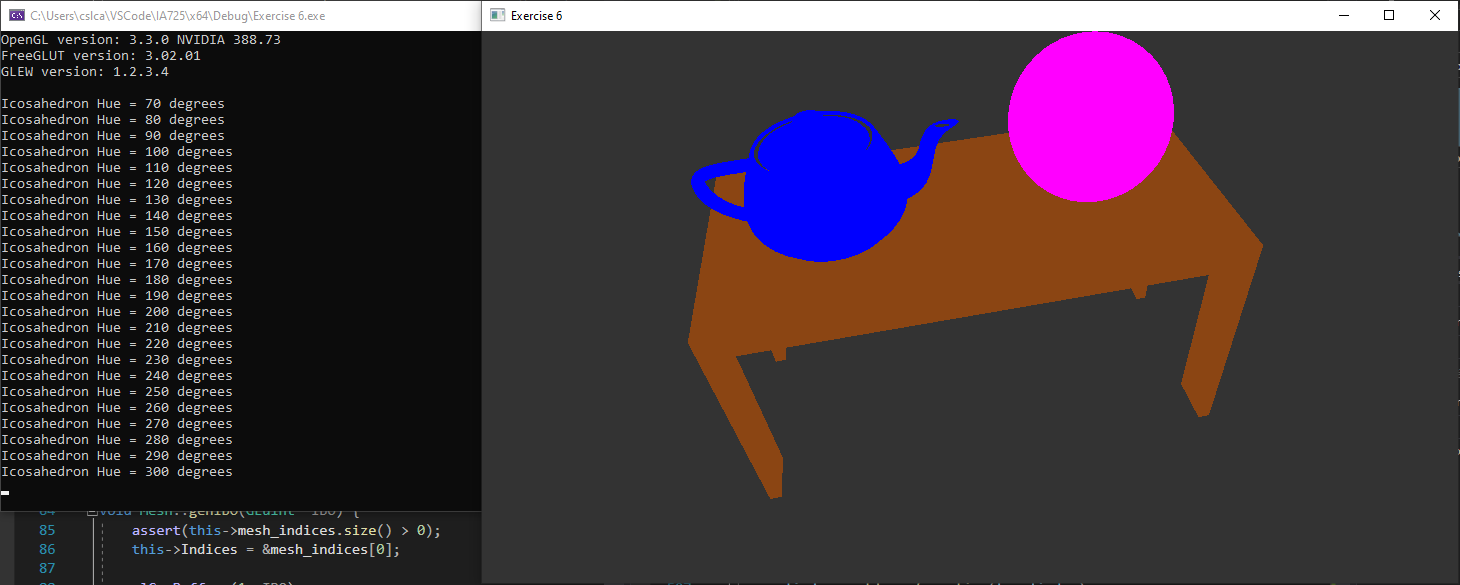 C:\Users\cslca\VSCode\IA725\x64\Debug\Exercise 6.exe
Exercise 6
OpenGL version: 3.3.0 NVIDIA 388.73
FreeGLUT version: 3.02.01
GLEW version: 1.2.3.4
Icosahedron Hue = 70 degrees
Icosahedron Hue = 80 degrees
Icosahedron Hue = 90 degrees
Icosahedron Hue = 100 degrees
Icosahedron Hue = 110 degrees
Icosahedron Hue = 120 degrees
Icosahedron Hue = 130 degrees
Icosahedron Hue = 140 degrees
Icosahedron Hue = 150 degrees
Icosahedron Hue = 160 degrees
Icosahedron Hue = 170 degrees
Icosahedron Hue = 180 degrees
Icosahedron Hue = 190 degrees
Icosahedron Hue = 200 degrees
Icosahedron Hue = 210 degrees
Icosahedron Hue = 220 degrees
Icosahedron Hue = 230 degrees
Icosahedron Hue = 240 degrees
Icosahedron Hue = 250 degrees
Icosahedron Hue = 260 degrees
Icosahedron Hue = 270 degrees
Icosahedron Hue = 280 degrees
Icosahedron Hue = 290 degrees
Icosahedron Hue = 300 degrees
85 assert(this->mesh_indices.size() > 0);
86 this->Indices = &mesh_indices[0];
87